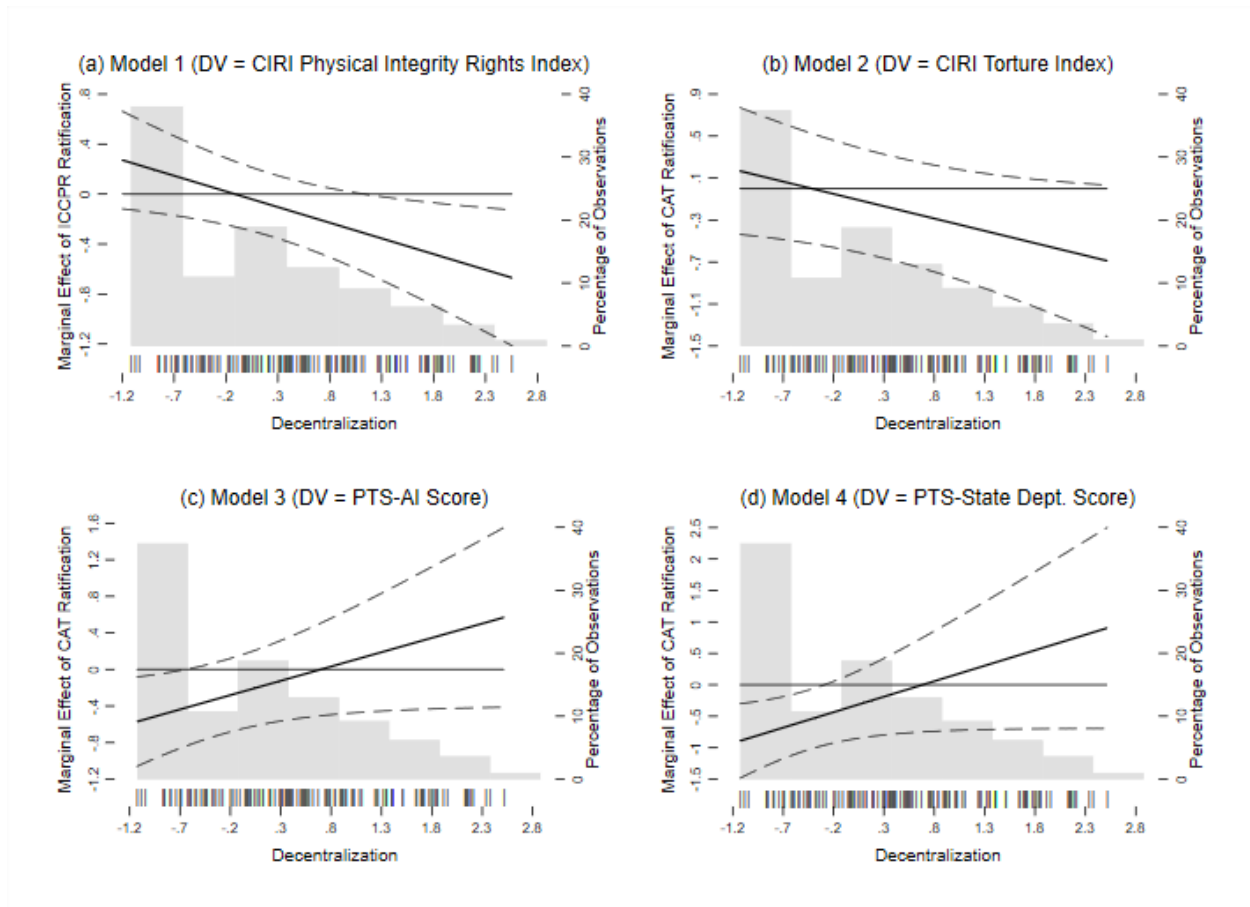 (a) Model 1 (DV = CIRI Physical Integrity Rights Index)
Marginal Effect of ICCPR Ratification
.8
.4
0
-.4
-.8
-1.2
40
30
20
10
0
Percentage of Observations
-1.2 -.7 -.2 .3 .8 1.3 1.8 2.3 2.8
Decentralization
(b) Model 2 (DV = CIRI Torture Index)
Marginal Effect of CAT Ratification
.9
.5
.1
-.3
-.7
-1.1
-1.5
40
30
20
10
0
Percentage of Observations
-1.2 -.7 -.2 .3 .8 1.3 1.8 2.3 2.8
Decentralization
(c) Model 3 (DV = PTS-AI Score)
Marginal Effect of CAT Ratification
1.6
1.2
.8
.4
0
-.4
-.8
-1.2
40
30
20
10
0
Percentage of Observations
-1.2 -.7 -.2 .3 .8 1.3 1.8 2.3 2.8
Decentralization
(d) Model 4 (DV = PTS-State Dept. Score)
Marginal Effect of CAT Ratification
2.5
2
1.5
1
.5
0
-.5
-1
-1.5
40
30
20
10
0
Percentage of Observations
-1.2 -.7 -.2 .3 .8 1.3 1.8 2.3 2.8
Decentralization